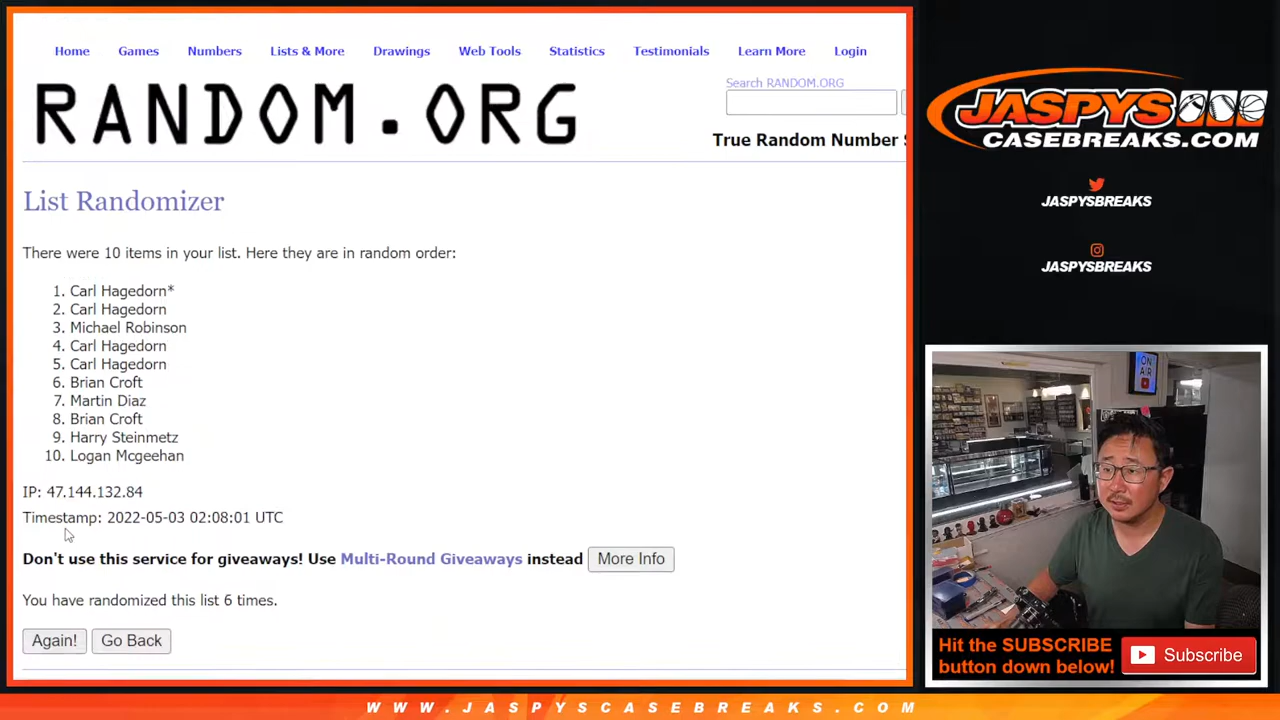 Home Games Numbers Lists & More Drawings Web Tools Statistics Testimonials Learn More Login
RANDOM.ORG
Search RANDOM.ORG
True Random Number
List Randomizer
There were 10 items in your list. Here they are in random order:
1. Carl Hagedorn*
2. Carl Hagedorn
3. Michael Robinson
4. Carl Hagedorn
5. Carl Hagedorn
6. Brian Croft
7. Martin Diaz
8. Brian Croft
9. Harry Steinmetz
10. Logan Mcgeehan
IP: 47.144.132.84
Timestamp: 2022-05-03 02:08:01 UTC
Don't use this service for giveaways! Use Multi-Round Giveaways instead More Info
You have randomized this list 6 times.
Again! Go Back
JASPYS
CASEBREAKS.COM
JASPYSBREAKS
JASPYSBREAKS
ON
AIR
Hit the SUBSCRIBE
button down below!
Subscribe
WWW.JASPYSCASEBREAKS.COM